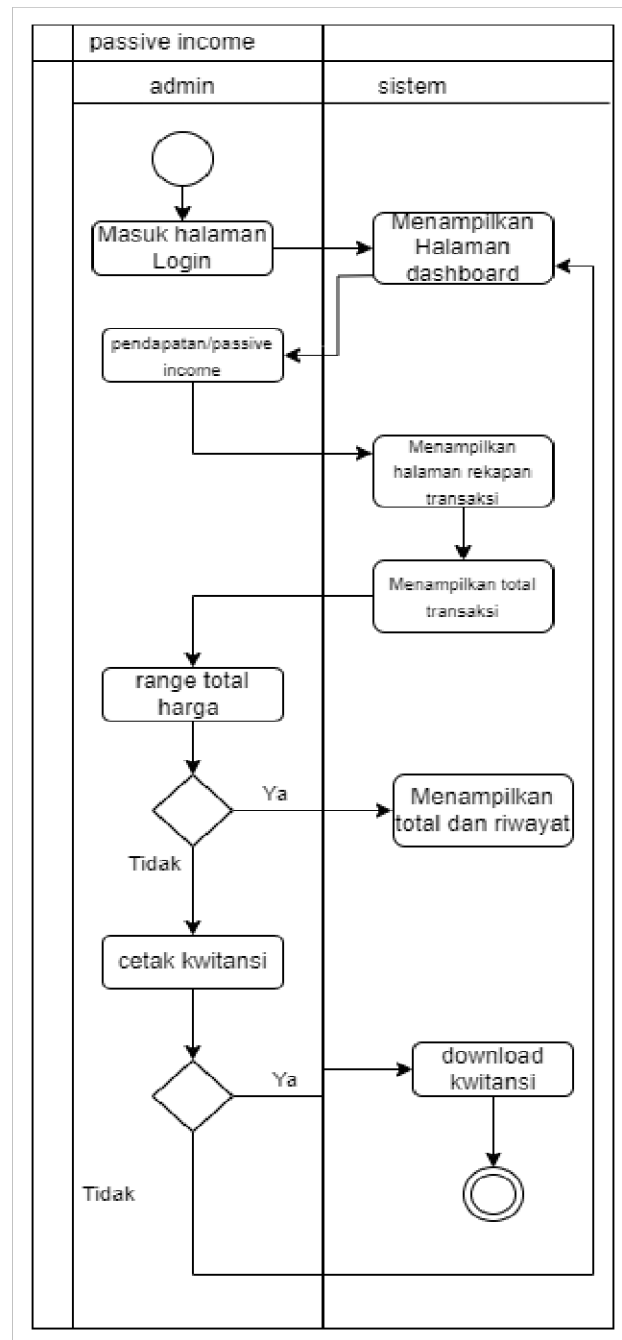 passive income
admin
sistem
Masuk halaman
Login
Menampilkan
Halaman
dashboard
pendapatan/passive
income
Menampilkan
halaman rekapan
transaksi
Menampilkan total
transaksi
range total
harga
Ya
Menampilkan
total dan riwayat
Tidak
cetak kwitansi
Ya
download
kwitansi
Tidak